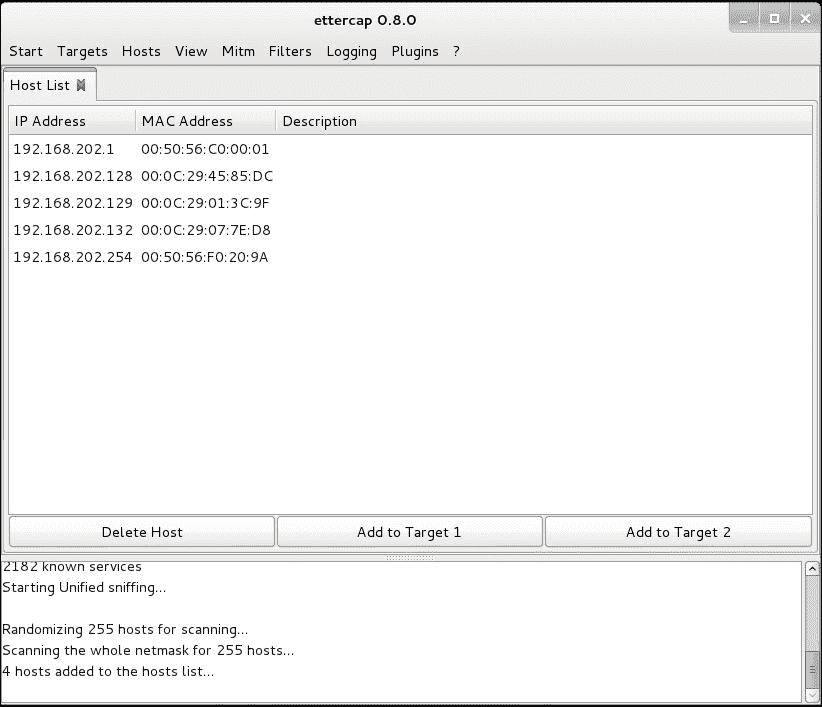 ettercap 0.8.0
Start Targets Hosts View Mitm Filters Logging Plugins ?
Host List
IP Address MAC Address Description
192.168.202.1 00:50:56:C0:00:01
192.168.202.128 00:0C:29:45:85:DC
192.168.202.129 00:0C:29:01:3C:9F
192.168.202.132 00:0C:29:07:7E:D8
192.168.202.254 00:50:56:F0:20:9A
Delete Host Add to Target 1 Add to Target 2
2182 known services
Starting Unified sniffing...
Randomizing 255 hosts for scanning...
Scanning the whole netmask for 255 hosts...
4 hosts added to the hosts list...